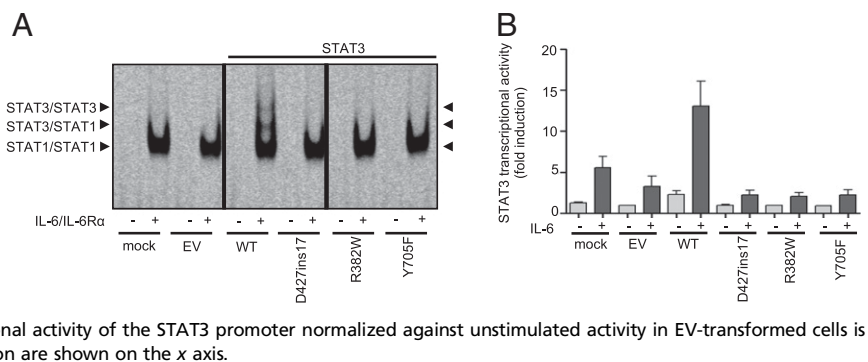 A
STAT3
STAT3/STAT3
STAT3/STAT1
STAT1/STAT1
IL-6/IL-6Rα - + - + - + - + - + - +
mock EV WT D427ins17 R382W Y705F
B
STAT3 transcriptional activity
(fold induction)
20
15
10
5
0
IL-6 - + - + - + - + - + - +
mock EV WT D427ins17 R382W Y705F
nal activity of the STAT3 promoter normalized against unstimulated activity in EV-transformed cells is
on are shown on the x axis.